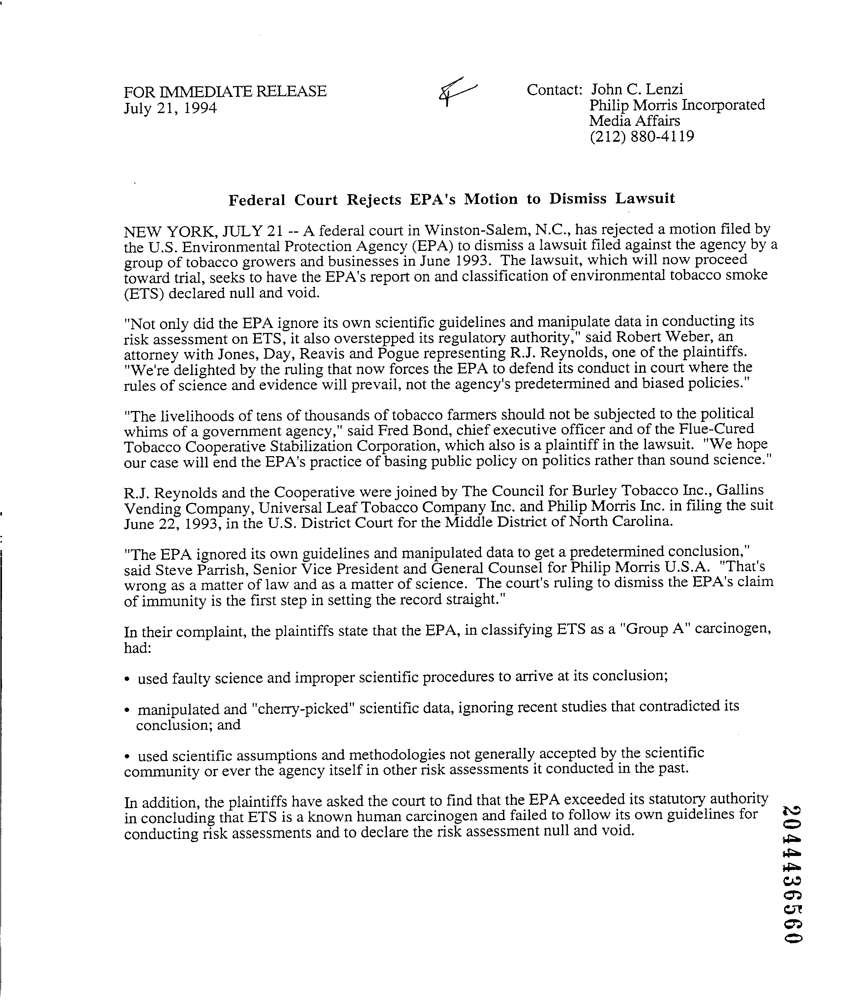 FOR IMMEDIATE RELEASE
July 21, 1994
Contact: John C. Lenzi
Philip Morris Incorporated
Media Affairs
(212) 880-4119
Federal Court Rejects EPA's Motion to Dismiss Lawsuit
NEW YORK, JULY 21 -- A federal court in Winston-Salem, N.C., has rejected a motion filed by
the U.S. Environmental Protection Agency (EPA) to dismiss a lawsuit filed against the agency by a
group of tobacco growers and businesses in June 1993. The lawsuit, which will now proceed
toward trial, seeks to have the EPA's report on and classification of environmental tobacco smoke
(ETS) declared null and void.
"Not only did the EPA ignore its own scientific guidelines and manipulate data in conducting its
risk assessment on ETS, it also overstepped its regulatory authority," said Robert Weber, an
attorney with Jones, Day, Reavis and Pogue representing R.J. Reynolds, one of the plaintiffs.
"We're delighted by the ruling that now forces the EPA to defend its conduct in court where the
rules of science and evidence will prevail, not the agency's predetermined and biased policies."
"The livelihoods of tens of thousands of tobacco farmers should not be subjected to the political
whims of a government agency," said Fred Bond, chief executive officer and of the Flue-Cured
Tobacco Cooperative Stabilization Corporation, which also is a plaintiff in the lawsuit. "We hope
our case will end the EPA's practice of basing public policy on politics rather than sound science."
R.J. Reynolds and the Cooperative were joined by The Council for Burley Tobacco Inc., Gallins
Vending Company, Universal Leaf Tobacco Company Inc. and Philip Morris Inc. in filing the suit
June 22, 1993, in the U.S. District Court for the Middle District of North Carolina.
"The EPA ignored its own guidelines and manipulated data to get a predetermined conclusion,"
said Steve Parrish, Senior Vice President and General Counsel for Philip Morris U.S.A. "That's
wrong as a matter of law and as a matter of science. The court's ruling to dismiss the EPA's claim
of immunity is the first step in setting the record straight."
In their complaint, the plaintiffs state that the EPA, in classifying ETS as a "Group A" carcinogen,
had:
• used faulty science and improper scientific procedures to arrive at its conclusion;
• manipulated and "cherry-picked" scientific data, ignoring recent studies that contradicted its
conclusion; and
• used scientific assumptions and methodologies not generally accepted by the scientific
community or ever the agency itself in other risk assessments it conducted in the past.
In addition, the plaintiffs have asked the court to find that the EPA exceeded its statutory authority
in concluding that ETS is a known human carcinogen and failed to follow its own guidelines for
conducting risk assessments and to declare the risk assessment null and void.
2044436560